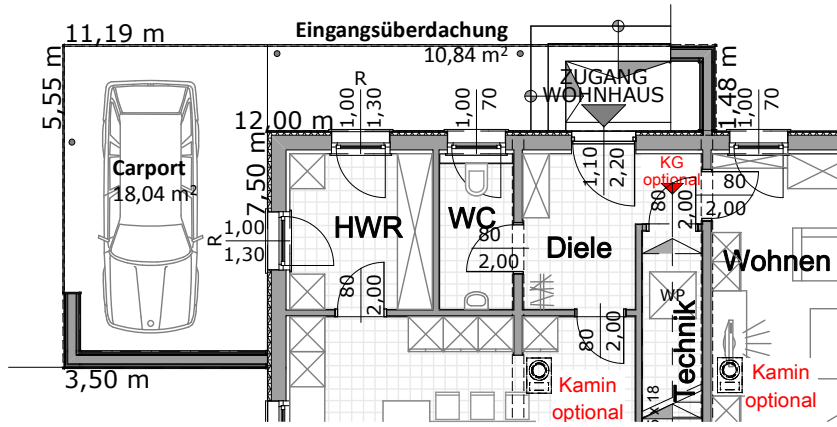 11,19 m
Eingangsüberdachung
10,84 m²
5,55 m
1,48 m
ZUGANG
WOHNHAUS
R
1,00
1,30
1,00
70
1,00
70
12,00 m
Carport
18,04 m²
7,50 m
1,10
2,20
KG
optional
80
2,00
80
2,00
R
1,00
1,30
HWR
WC
80
2,00
Diele
Wohnen
WP
Technik
80
2,00
80
2,00
3,50 m
Kamin
optional
Kamin
optional
x 18